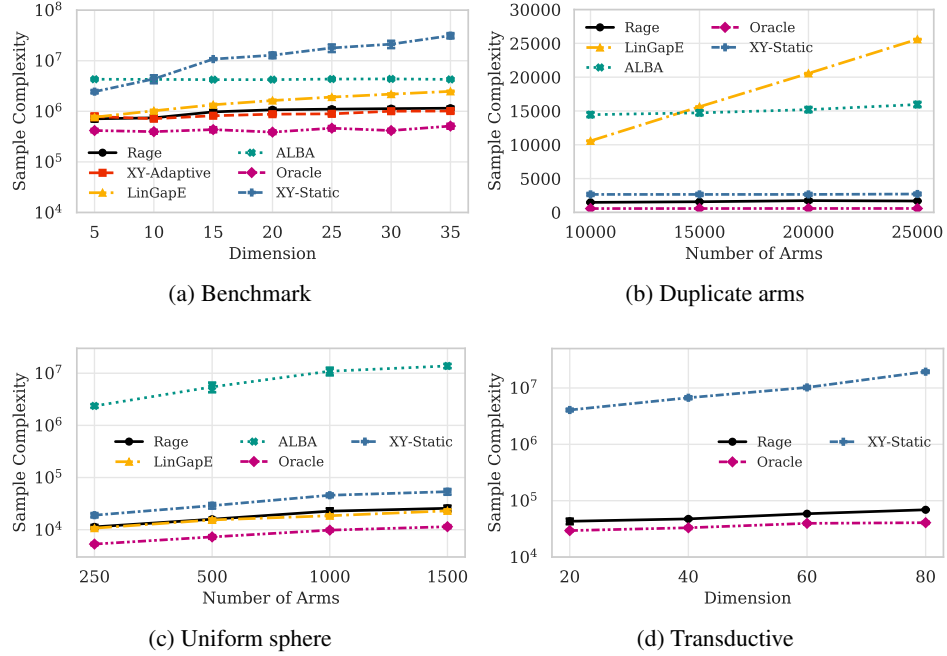 10^8
10^7
10^6
10^5
10^4
Sample Complexity
Rage
XY-Adaptive
LinGapE
ALBA
Oracle
XY-Static
5 10 15 20 25 30 35
Dimension
(a) Benchmark
30000
25000
20000
15000
10000
5000
0
Sample Complexity
Rage
LinGapE
ALBA
Oracle
XY-Static
10000 15000 20000 25000
Number of Arms
(b) Duplicate arms
10^7
10^6
10^5
10^4
Sample Complexity
Rage
LinGapE
ALBA
Oracle
XY-Static
250 500 1000 1500
Number of Arms
(c) Uniform sphere
10^7
10^6
10^5
10^4
Sample Complexity
Rage
Oracle
XY-Static
20 40 60 80
Dimension
(d) Transductive